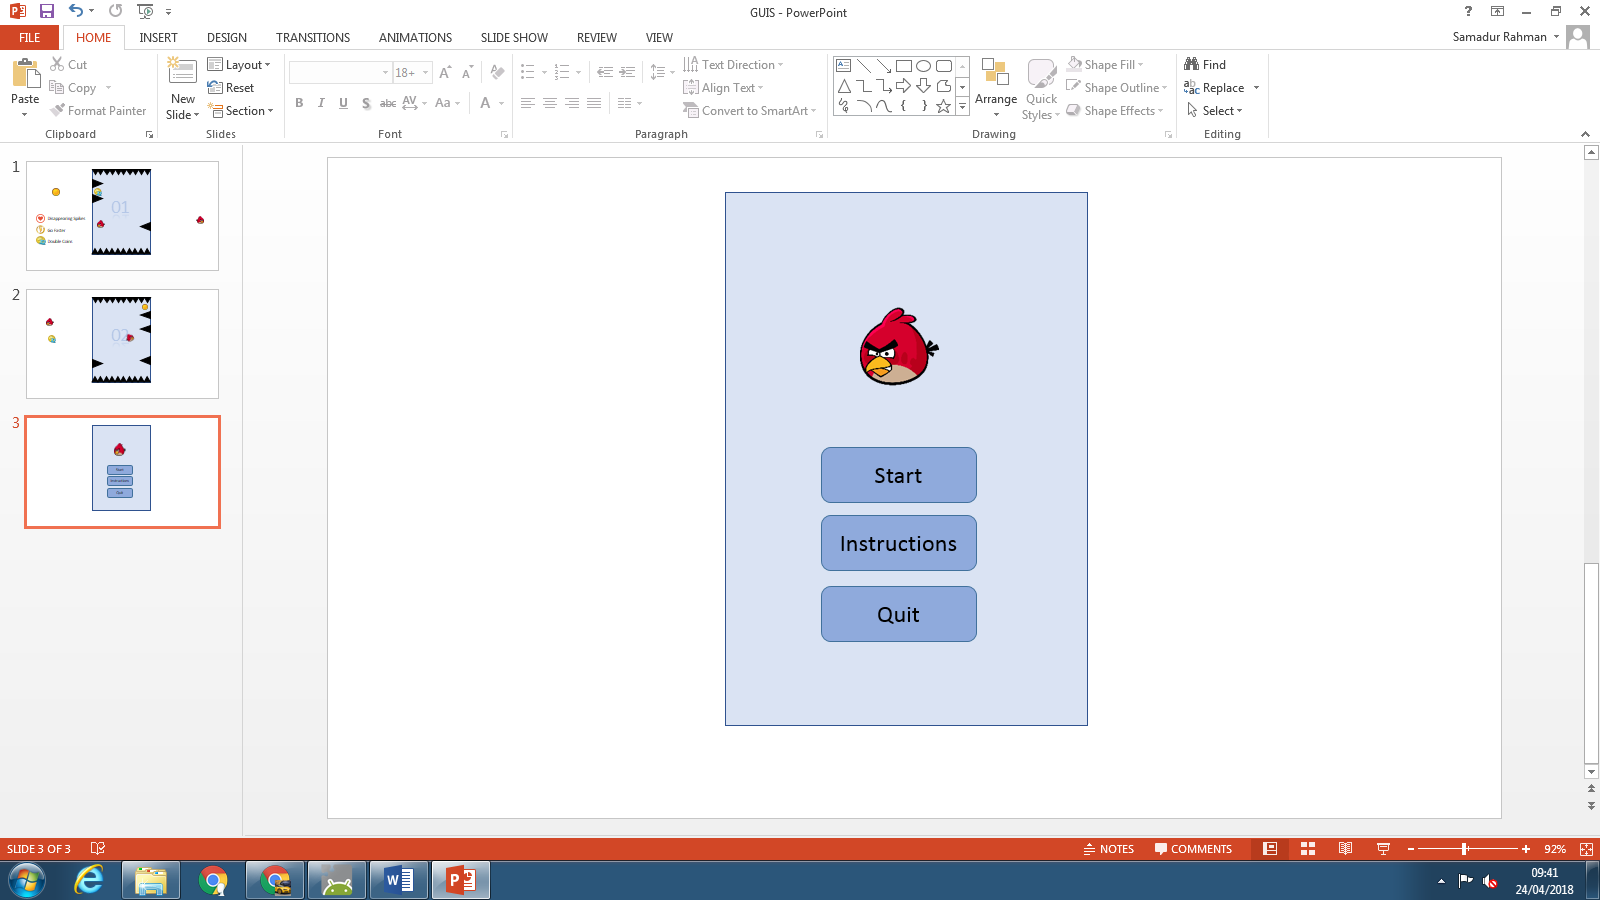 GUIS - PowerPoint
FILE HOME INSERT DESIGN TRANSITIONS ANIMATIONS SLIDE SHOW REVIEW VIEW Samadur Rahman
Paste Cut Copy Format Painter
Clipboard
New Slide Layout Reset Section
Slides
18+
B I U S abc AV Aa A
Font
Text Direction
Align Text
Convert to SmartArt
Paragraph
Arrange
Quick Styles
Shape Fill
Shape Outline
Shape Effects
Drawing
Find
Replace
Select
Editing
1
01
Disappearing Spikes
Go Faster
Double Coins
2
02
3
Start
Instructions
Quit
Start
Instructions
Quit
SLIDE 3 OF 3 NOTES COMMENTS 92%
09:41
24/04/2018